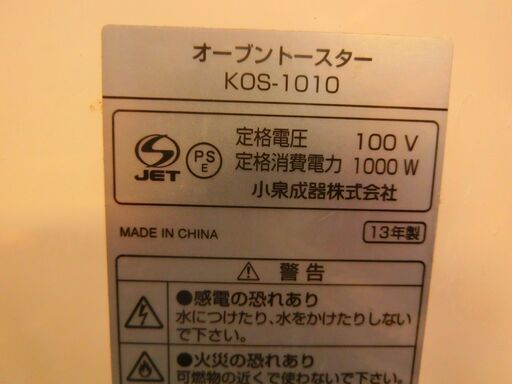 オーブントースター
KOS-1010
S JET
PS E
定格電圧 100 V
定格消費電力 1000 W
小泉成器株式会社
MADE IN CHINA
13年製
警告
●感電の恐れあり
水につけたり、水をかけたりしない
で下さい。
●火災の恐れあり
可燃物の近くで使わないで下さい。